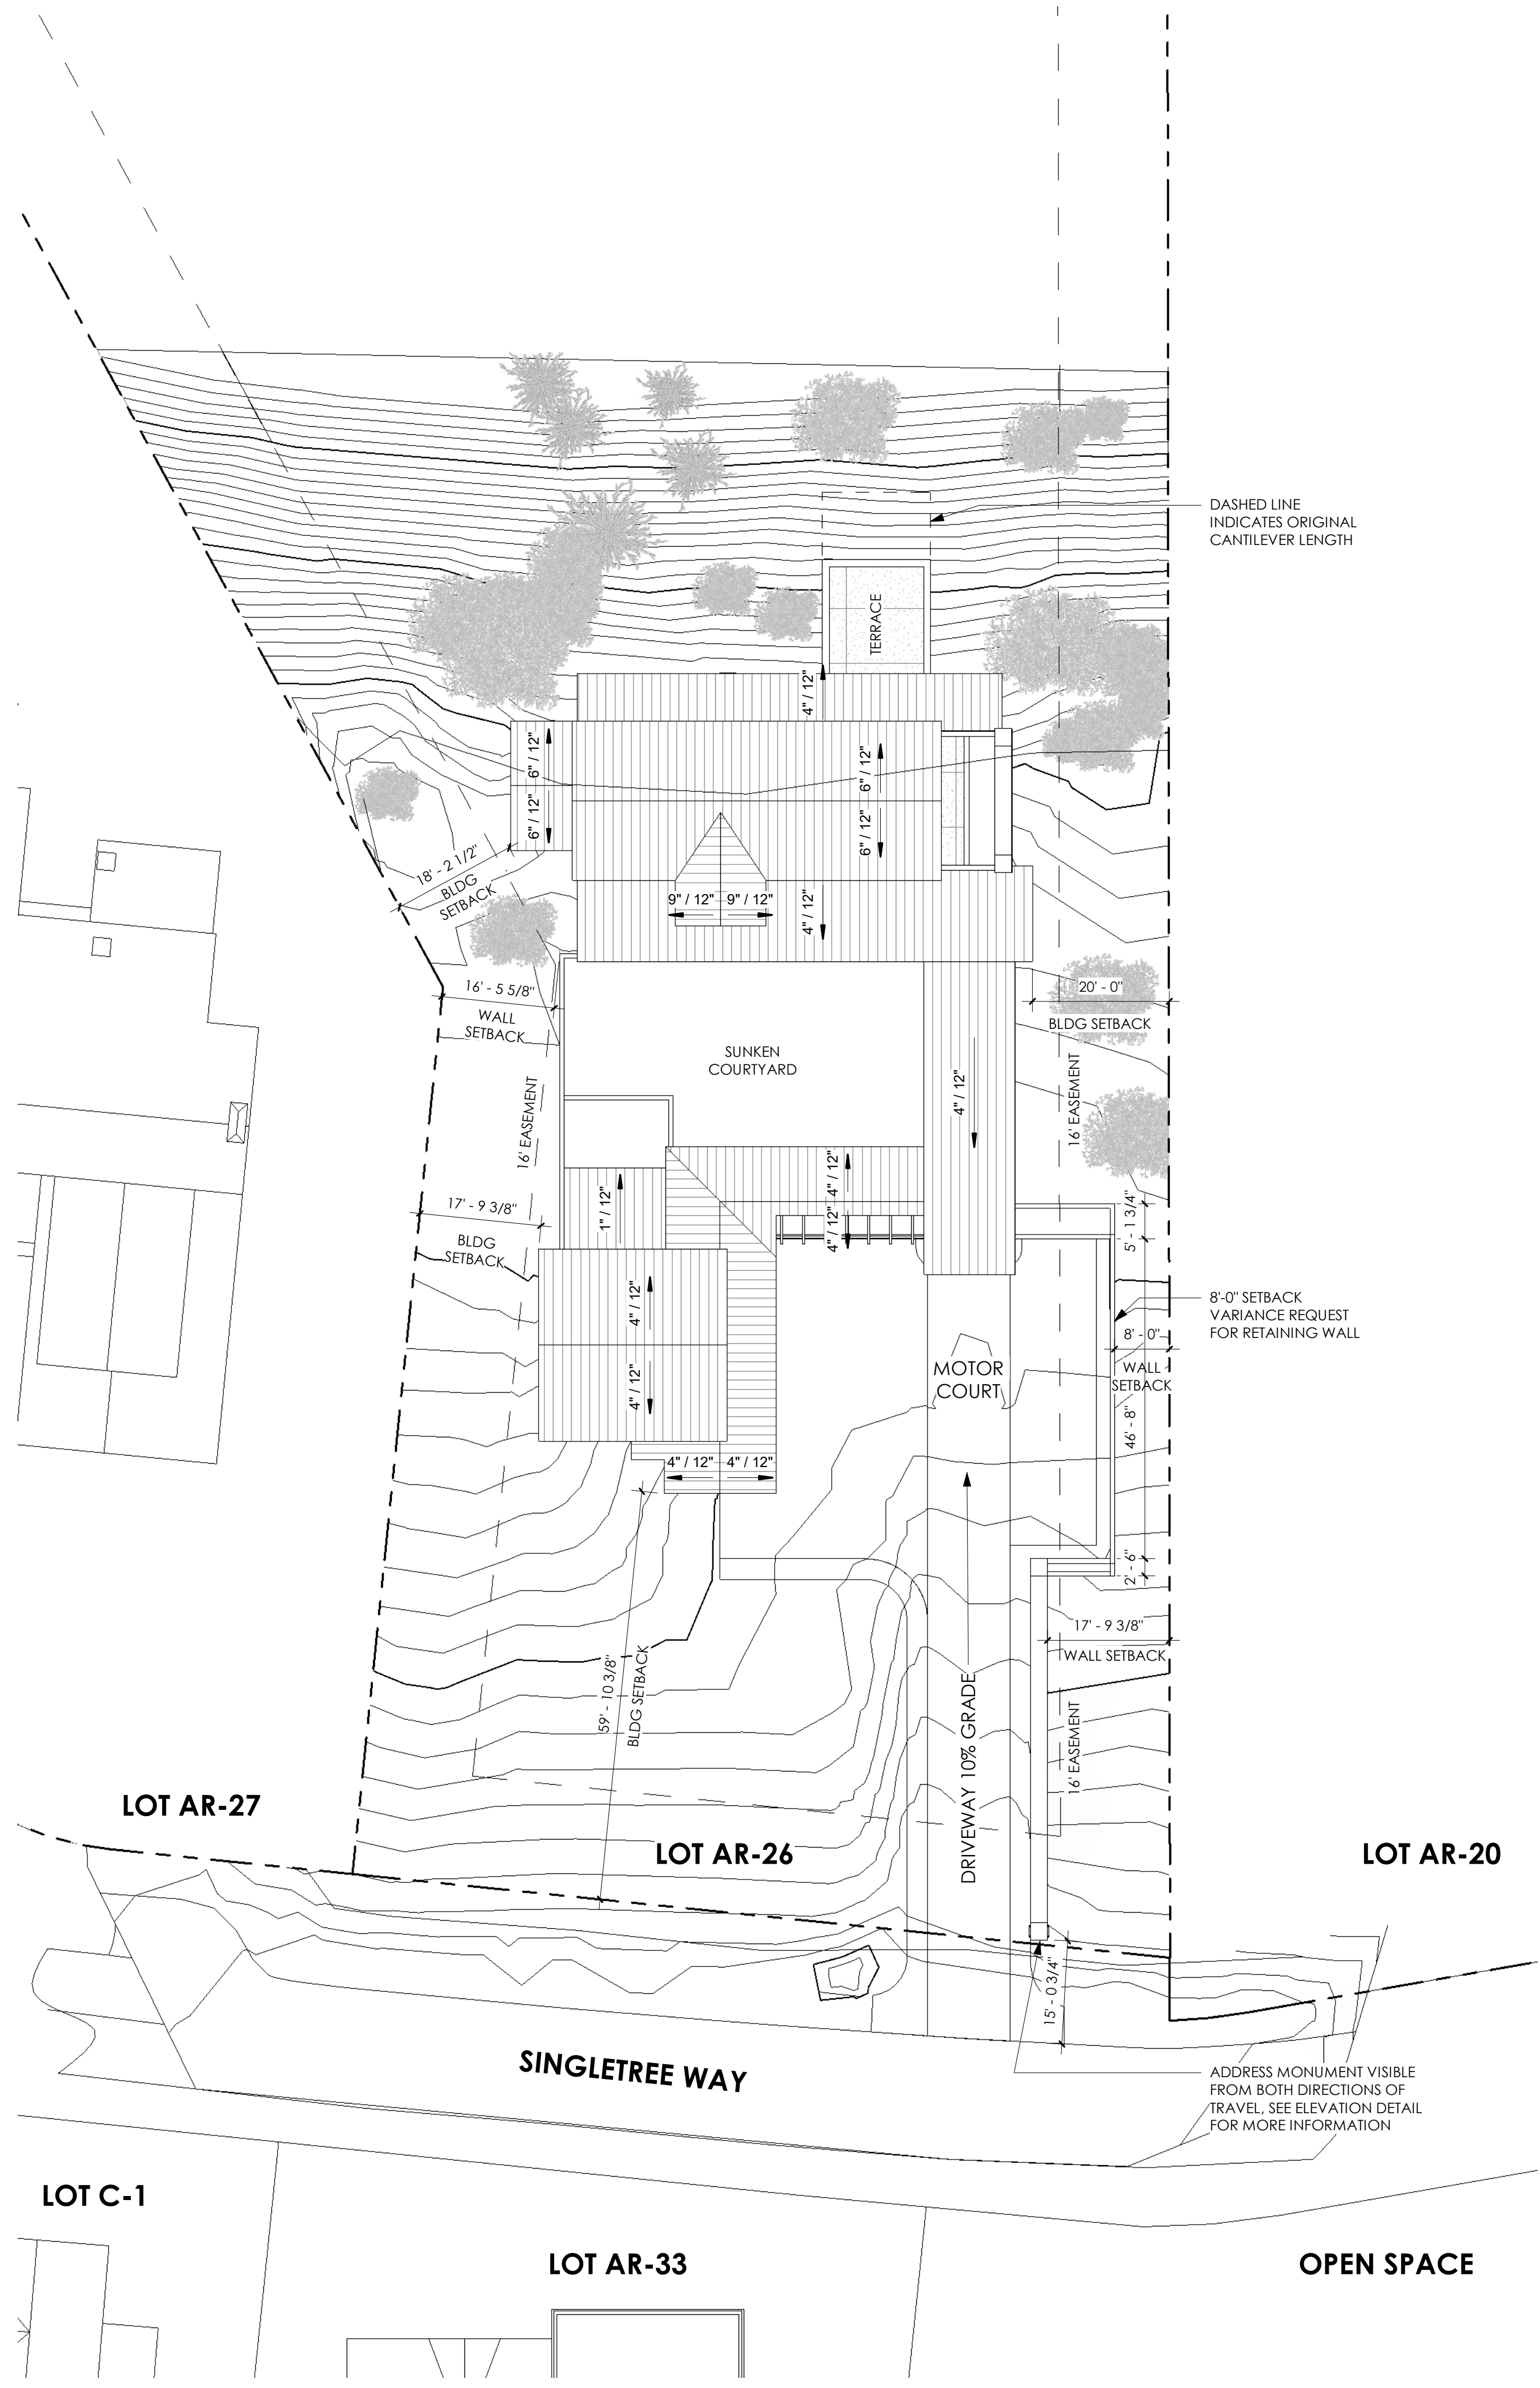 DASHED LINE
INDICATES ORIGINAL
CANTILEVER LENGTH
TERRACE
4" / 12"
6" / 12"
6" / 12"
6" / 12"
6" / 12"
18' - 2 1/2"
BLDG
SETBACK
9" / 12"
9" / 12"
4" / 12"
16' - 5 5/8"
WALL
SETBACK
20' - 0"
BLDG SETBACK
SUNKEN
COURTYARD
16' EASEMENT
4" / 12"
16' EASEMENT
17' - 9 3/8"
BLDG
SETBACK
1" / 12"
4" / 12"
4" / 12"
5' - 1 3/4"
4" / 12"
4" / 12"
8'-0" SETBACK
VARIANCE REQUEST
FOR RETAINING WALL
8' - 0"
WALL
SETBACK
MOTOR
COURT
46' - 8"
4" / 12"
4" / 12"
2' - 6"
17' - 9 3/8"
WALL SETBACK
59' - 10 3/8"
BLDG SETBACK
DRIVEWAY 10% GRADE
16' EASEMENT
LOT AR-27
LOT AR-26
LOT AR-20
15' - 0 3/4"
SINGLETREE WAY
ADDRESS MONUMENT VISIBLE
FROM BOTH DIRECTIONS OF
TRAVEL, SEE ELEVATION DETAIL
FOR MORE INFORMATION
LOT C-1
LOT AR-33
OPEN SPACE